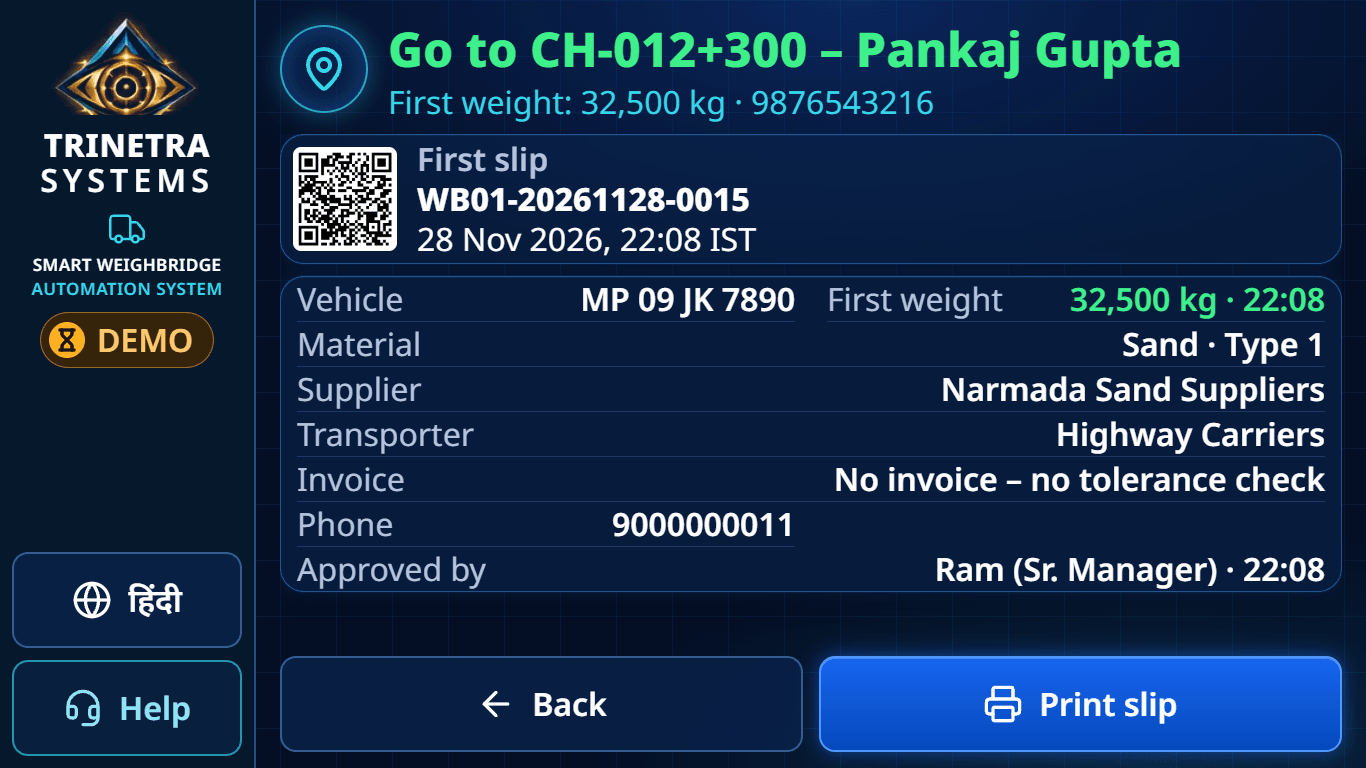 TRINETRA
SYSTEMS
SMART WEIGHBRIDGE
AUTOMATION SYSTEM
DEMO
हिंदी
Help
Go to CH-012+300 – Pankaj Gupta
First weight: 32,500 kg · 9876543216
First slip
WB01-20261128-0015
28 Nov 2026, 22:08 IST
Vehicle MP 09 JK 7890 First weight 32,500 kg · 22:08
Material Sand · Type 1
Supplier Narmada Sand Suppliers
Transporter Highway Carriers
Invoice No invoice – no tolerance check
Phone 9000000011
Approved by Ram (Sr. Manager) · 22:08
Back Print slip